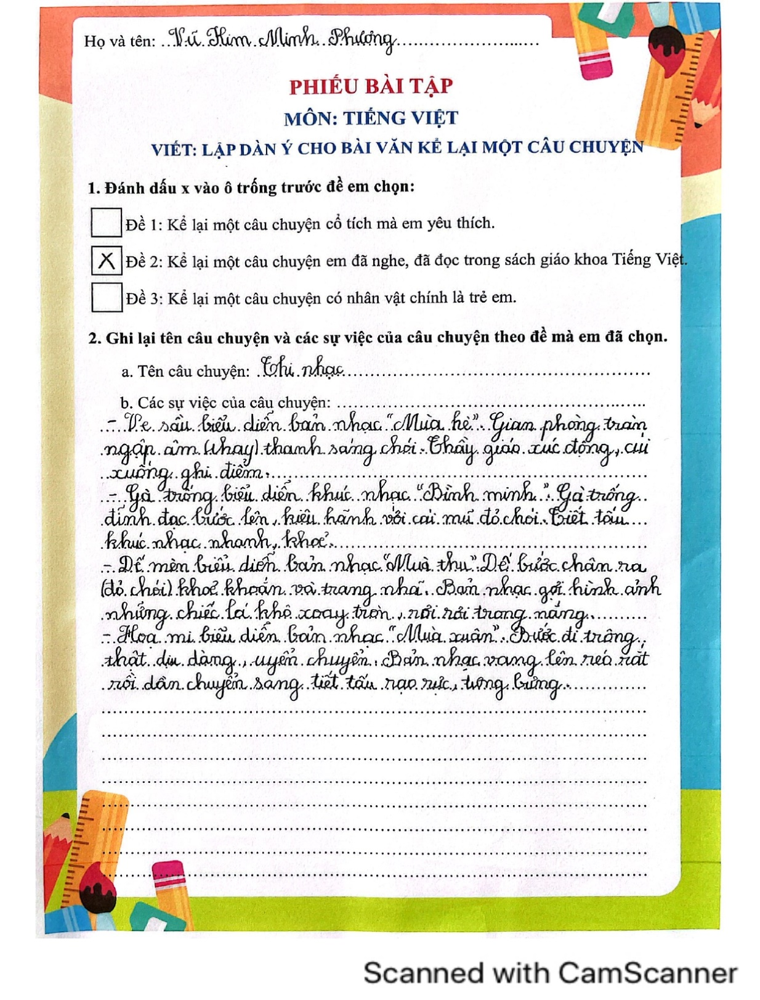 Họ và tên: Vũ Kim Minh Phương
PHIẾU BÀI TẬP
MÔN: TIẾNG VIỆT
VIẾT: LẬP DÀN Ý CHO BÀI VĂN KỂ LẠI MỘT CÂU CHUYỆN
1. Đánh dấu x vào ô trống trước đề em chọn:
Đề 1: Kể lại một câu chuyện cổ tích mà em yêu thích.
X Đề 2: Kể lại một câu chuyện em đã nghe, đã đọc trong sách giáo khoa Tiếng Việt.
Đề 3: Kể lại một câu chuyện có nhân vật chính là trẻ em.
2. Ghi lại tên câu chuyện và các sự việc của câu chuyện theo đề mà em đã chọn.
a. Tên câu chuyện: Thi nhạc
b. Các sự việc của câu chuyện:
- Ve sầu biểu diễn bản nhạc "Mùa hè". Gian phòng tràn
ngập âm (nhạy) thanh sáng chói. Thầy giáo xúc động, cúi
xuống ghi điểm.
- Gà trống biểu diễn khúc nhạc "Bình minh". Gà trống
đĩnh đạc bước lên, kiêu hãnh với cái mũ đỏ chói. Tiết tấu
khúc nhạc nhanh, khoẻ.
- Dế mèn biểu diễn bản nhạc "Mùa thu". Dế bước chân ra
(đỏ chói) khoẻ khoắn và trang nhã. Bản nhạc gợi hình ảnh
những chiếc lá khô xoay tròn, rơi rơi trong nắng.
- Hoạ mi biểu diễn bản nhạc "Mùa xuân". Bước đi trông
thật dịu dàng, uyển chuyển. Bản nhạc vang lên réo rắt
rồi dần chuyển sang tiết tấu rạo rực, tưng bừng.
Scanned with CamScanner